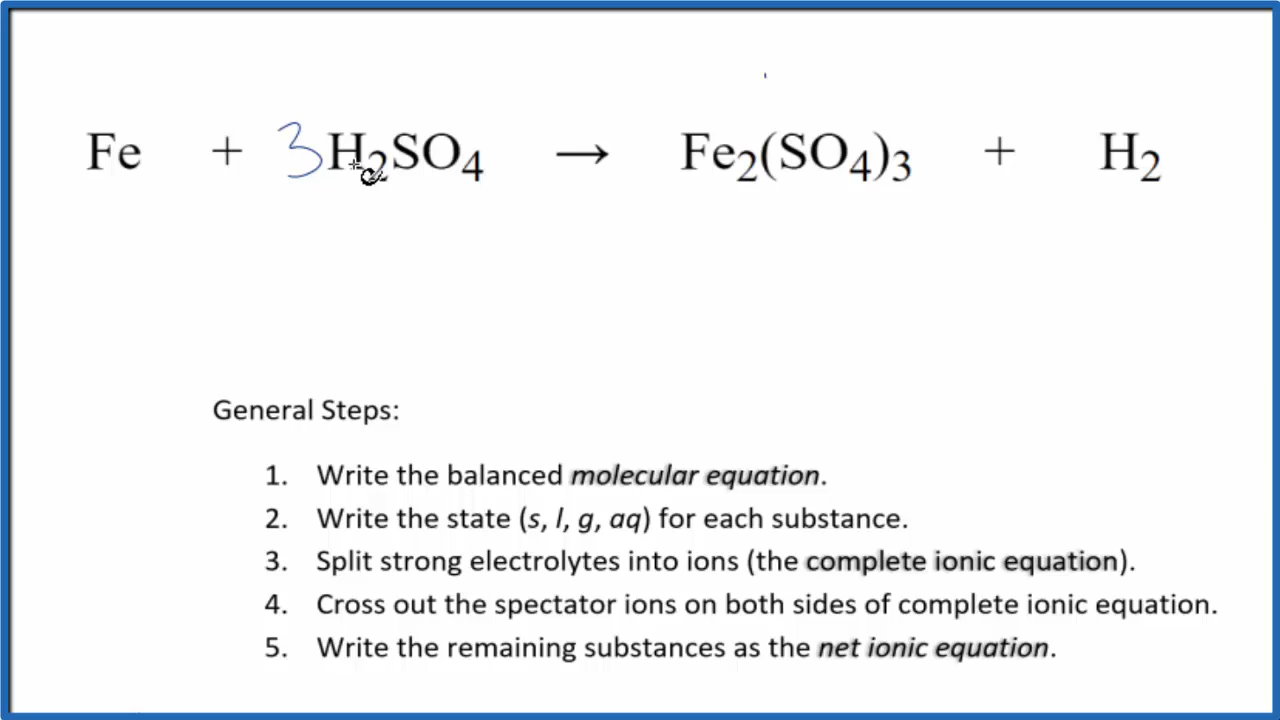 Fe + 3H₂SO₄ → Fe₂(SO₄)₃ + H₂
General Steps:
1. Write the balanced molecular equation.
2. Write the state (s, l, g, aq) for each substance.
3. Split strong electrolytes into ions (the complete ionic equation).
4. Cross out the spectator ions on both sides of complete ionic equation.
5. Write the remaining substances as the net ionic equation.